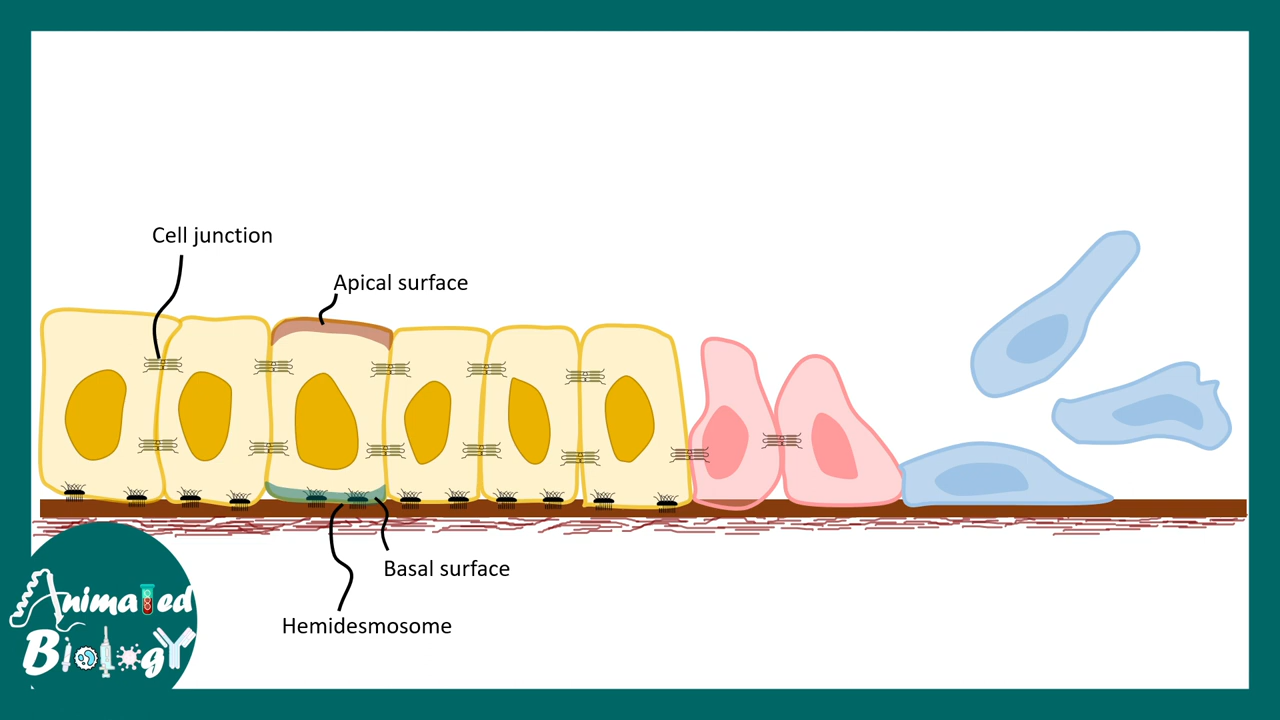 Cell junction
Apical surface
Basal surface
Hemidesmosome
Animated
Biology